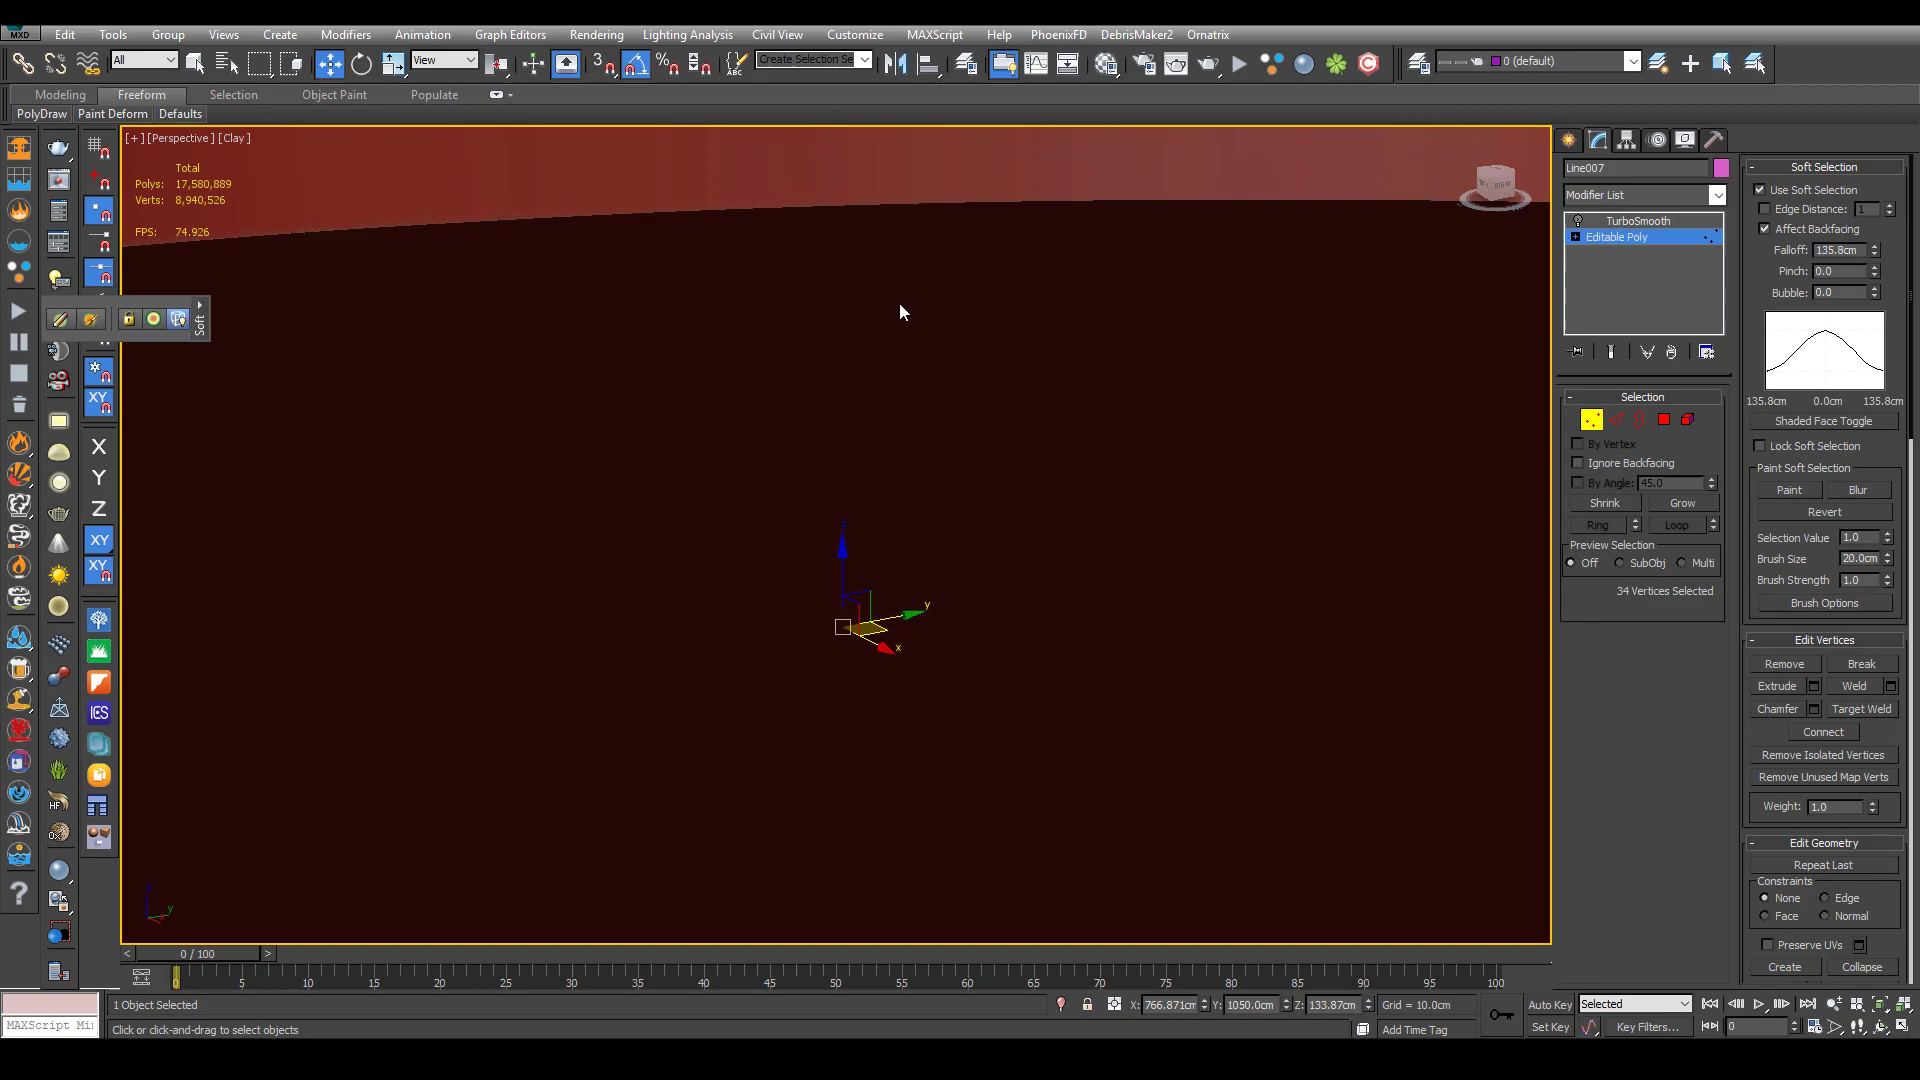 MXD Edit Tools Group Views Create Modifiers Animation Graph Editors Rendering Lighting Analysis Civil View Customize MAXScript Help PhoenixFD DebrisMaker2 Ornatrix
All View 3 Create Selection Se 0 (default)
Modeling Freeform Selection Object Paint Populate
PolyDraw Paint Deform Defaults
[+] [Perspective ] [Clay ]
Total
Polys: 17,580,889
Verts: 8,940,526
FPS: 74.926
Soft
X
Y
Z
XY
XY
XY
IES
HF
z
y
x
y
Line007
Modifier List
TurboSmooth
Editable Poly
Selection
By Vertex
Ignore Backfacing
By Angle: 45.0
Shrink Grow
Ring Loop
Preview Selection
Off SubObj Multi
34 Vertices Selected
Soft Selection
Use Soft Selection
Edge Distance: 1
Affect Backfacing
Falloff: 135.8cm
Pinch: 0.0
Bubble: 0.0
135.8cm 0.0cm 135.8cm
Shaded Face Toggle
Lock Soft Selection
Paint Soft Selection
Paint Blur
Revert
Selection Value 1.0
Brush Size 20.0cm
Brush Strength 1.0
Brush Options
Edit Vertices
Remove Break
Extrude Weld
Chamfer Target Weld
Connect
Remove Isolated Vertices
Remove Unused Map Verts
Weight: 1.0
Edit Geometry
Repeat Last
Constraints
None Edge
Face Normal
Preserve UVs
Create Collapse
< 0 / 100 >
0 5 10 15 20 25 30 35 40 45 50 55 60 65 70 75 80 85 90 95 100
1 Object Selected X: 766.871cm Y: 1050.0cm Z: 133.87cm Grid = 10.0cm Auto Key Selected
MAXScript Mi Click or click-and-drag to select objects Add Time Tag Set Key Key Filters... 0